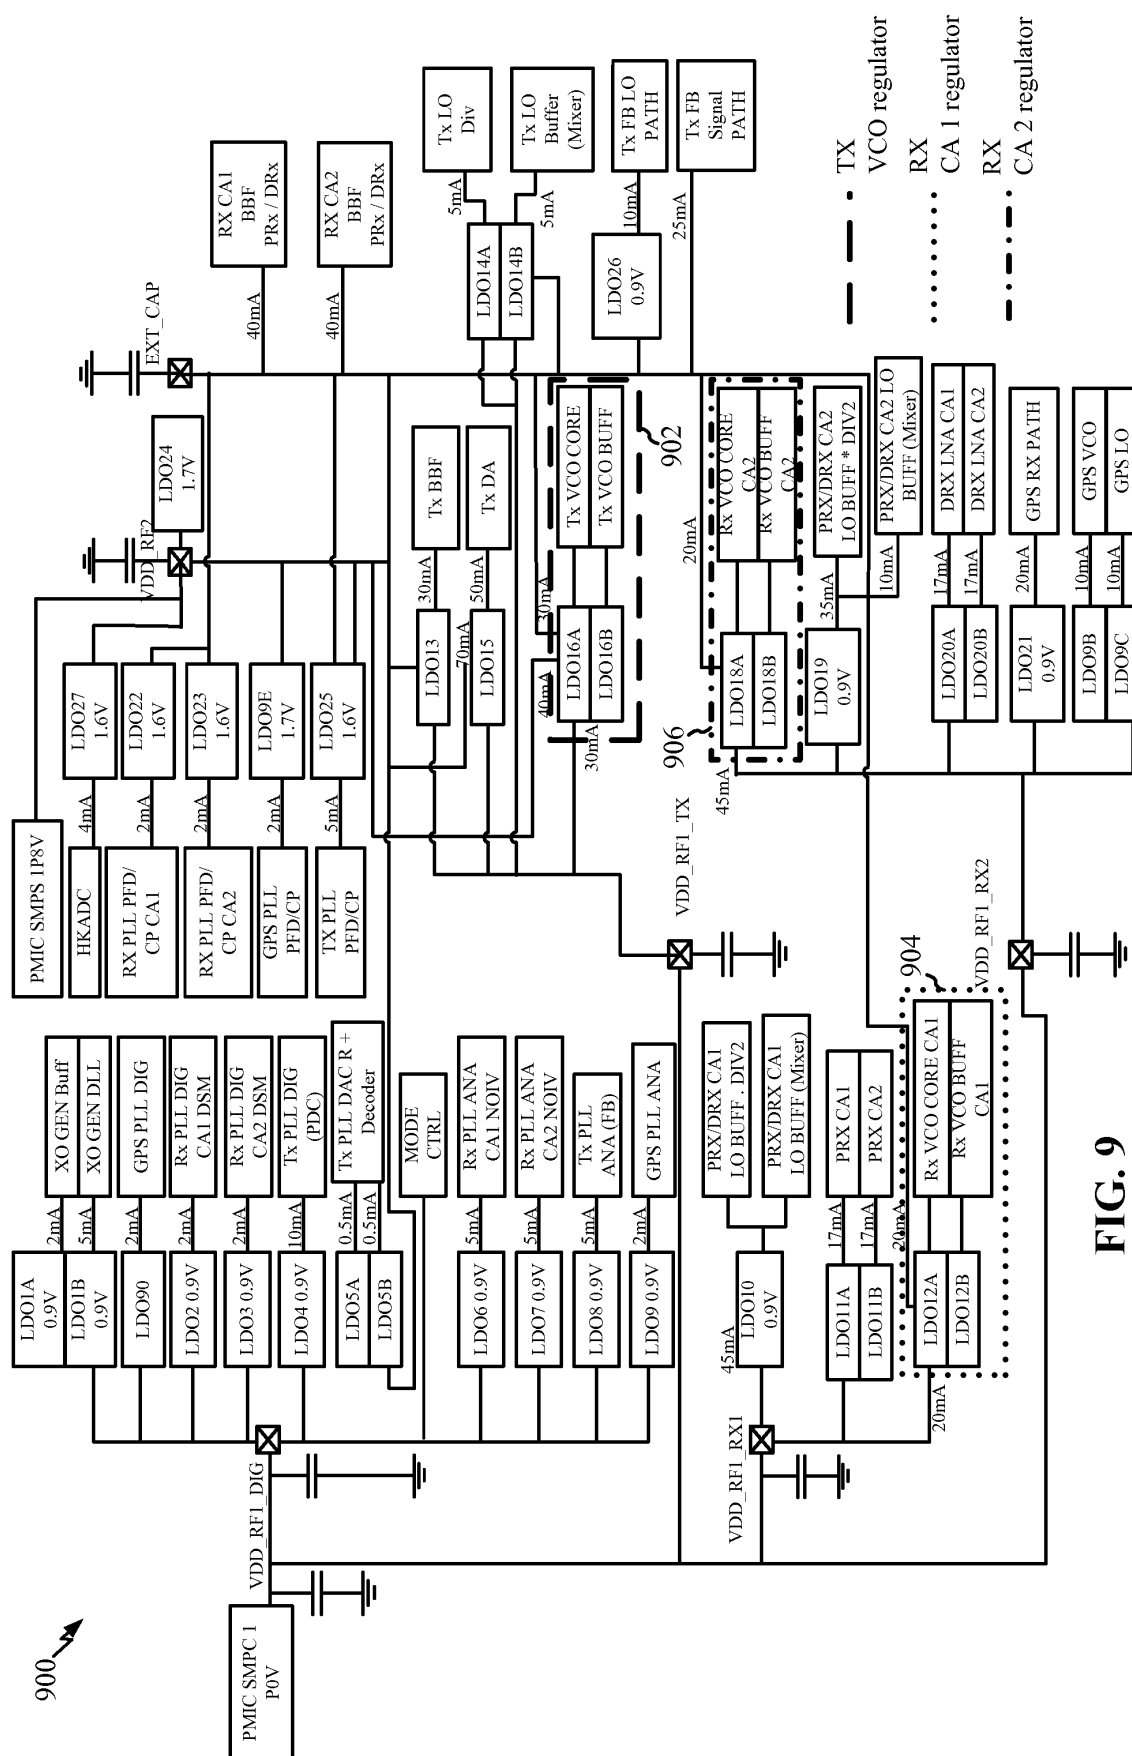 900
PMIC SMPC 1
P0V
VDD_RF1_DIG
LDO1A
0.9V
LDO1B
0.9V
LDO90
LDO2 0.9V
LDO3 0.9V
LDO4 0.9V
LDO5A
LDO5B
LDO6 0.9V
LDO7 0.9V
LDO8 0.9V
LDO9 0.9V
2mA
5mA
2mA
2mA
2mA
10mA
0.5mA
0.5mA
5mA
5mA
5mA
2mA
XO GEN Buff
XO GEN DLL
GPS PLL DIG
Rx PLL DIG
CA1 DSM
Rx PLL DIG
CA2 DSM
Tx PLL DIG
(PDC)
Tx PLL DAC R +
Decoder
MODE
CTRL
Rx PLL ANA
CA1 NOIV
Rx PLL ANA
CA2 NOIV
Tx PLL
ANA (FB)
GPS PLL ANA
VDD_RF1_RX1
45mA
LDO10
0.9V
PRX/DRX CA1
LO BUFF . DIV2
PRX/DRX CA1
LO BUFF (Mixer)
LDO11A
LDO11B
17mA
17mA
PRX CA1
PRX CA2
20mA
20mA
LDO12A
LDO12B
Rx VCO CORE CA1
Rx VCO BUFF
CA1
904
VDD_RF1_TX
VDD_RF1_RX2
PMIC SMPS 1P8V
HKADC
RX PLL PFD/
CP CA1
RX PLL PFD/
CP CA2
GPS PLL
PFD/CP
TX PLL
PFD/CP
4mA
2mA
2mA
2mA
5mA
LDO27
1.6V
LDO22
1.6V
LDO23
1.6V
LDO9E
1.7V
LDO25
1.6V
VDD_RF2
LDO24
1.7V
EXT_CAP
LDO13
LDO15
30mA
50mA
70mA
Tx BBF
Tx DA
40mA
30mA
30mA
LDO16A
LDO16B
Tx VCO CORE
Tx VCO BUFF
902
20mA
45mA
906
LDO18A
LDO18B
Rx VCO CORE
CA2
Rx VCO BUFF
CA2
LDO19
0.9V
35mA
PRX/DRX CA2
LO BUFF * DIV2
10mA
PRX/DRX CA2 LO
BUFF (Mixer)
LDO20A
LDO20B
17mA
17mA
DRX LNA CA1
DRX LNA CA2
LDO21
0.9V
20mA
GPS RX PATH
LDO9B
LDO9C
10mA
10mA
GPS VCO
GPS LO
40mA
40mA
RX CA1
BBF
PRx / DRx
RX CA2
BBF
PRx / DRx
LDO14A
LDO14B
5mA
5mA
Tx LO
Div
Tx LO
Buffer
(Mixer)
LDO26
0.9V
10mA
Tx FB LO
PATH
25mA
Tx FB
Signal
PATH
TX
VCO regulator
RX
CA 1 regulator
RX
CA 2 regulator
FIG. 9